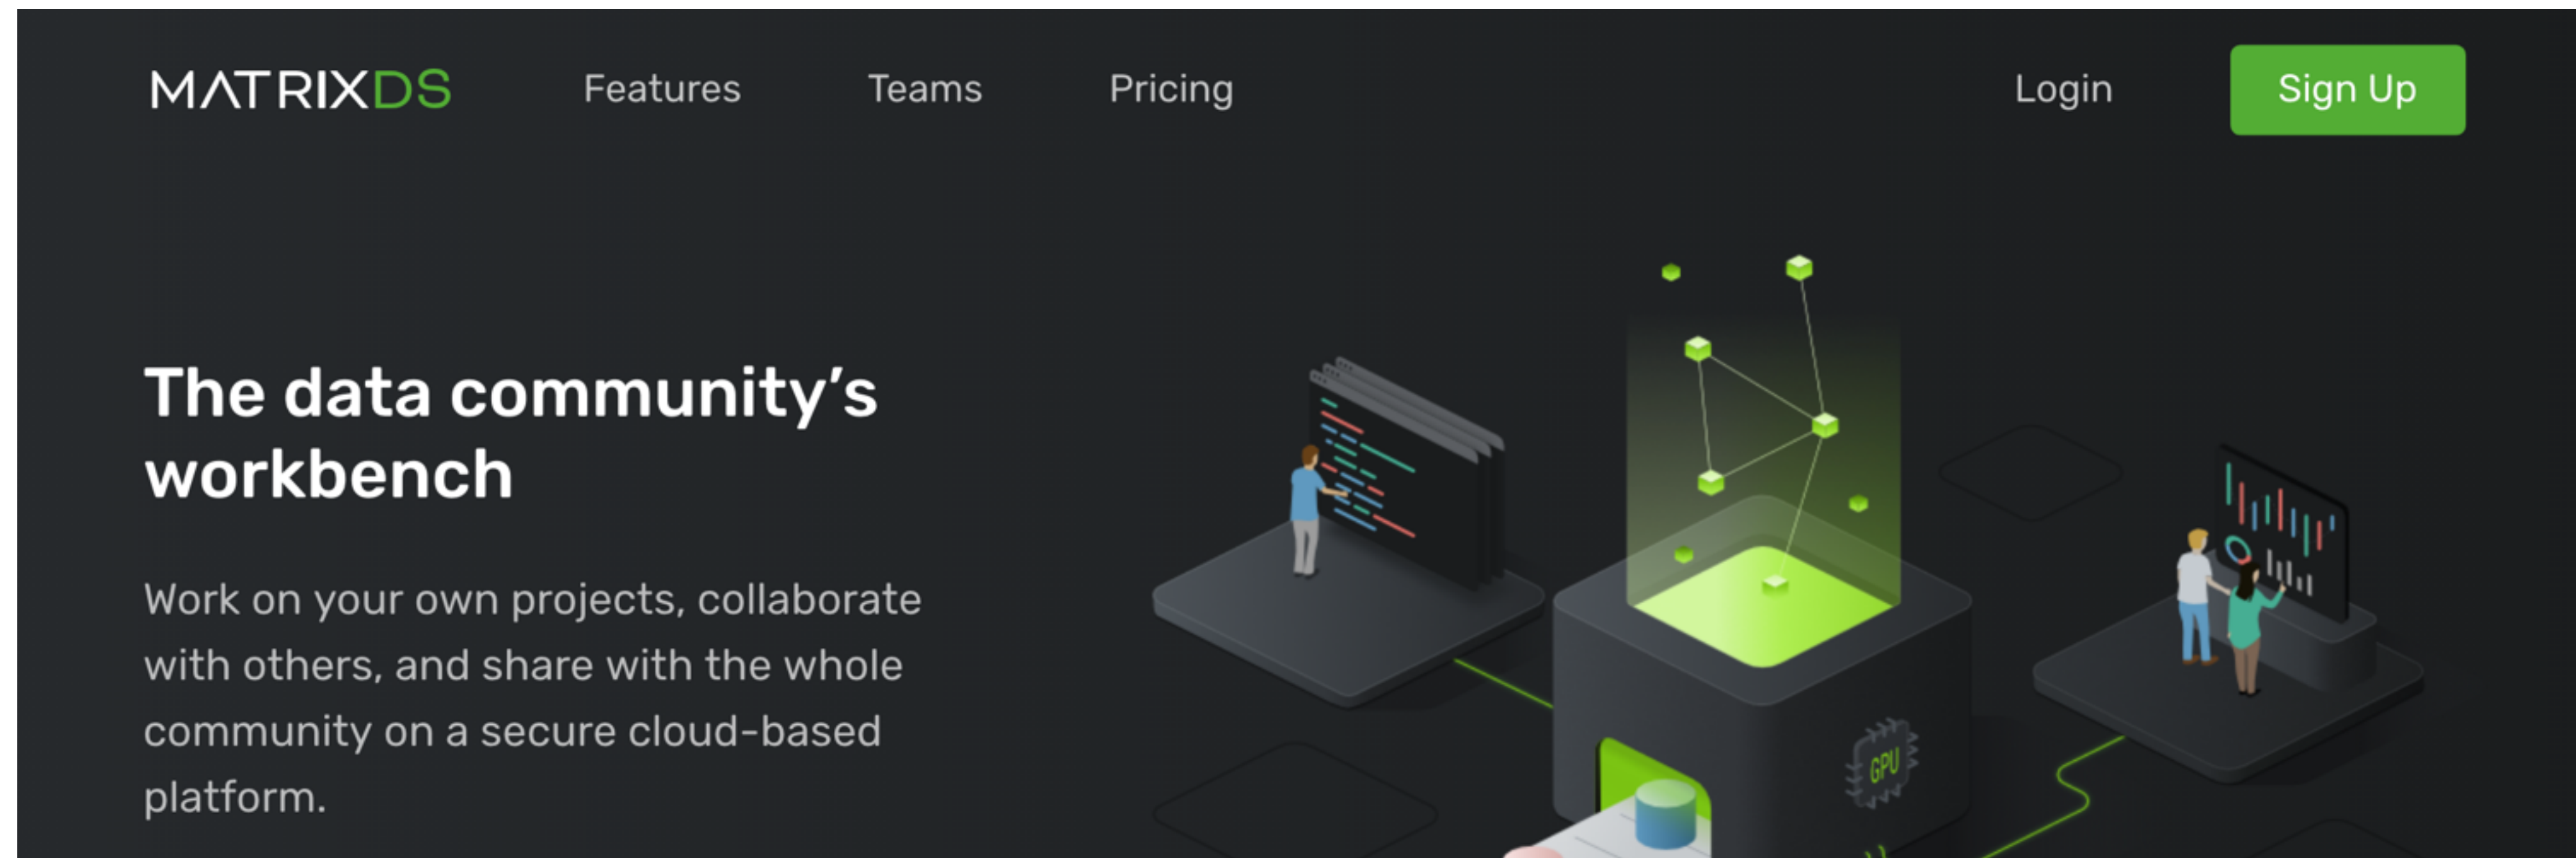 MATRIXDS Features Teams Pricing Login Sign Up
The data community’s
workbench
Work on your own projects, collaborate
with others, and share with the whole
community on a secure cloud-based
platform.
GPU